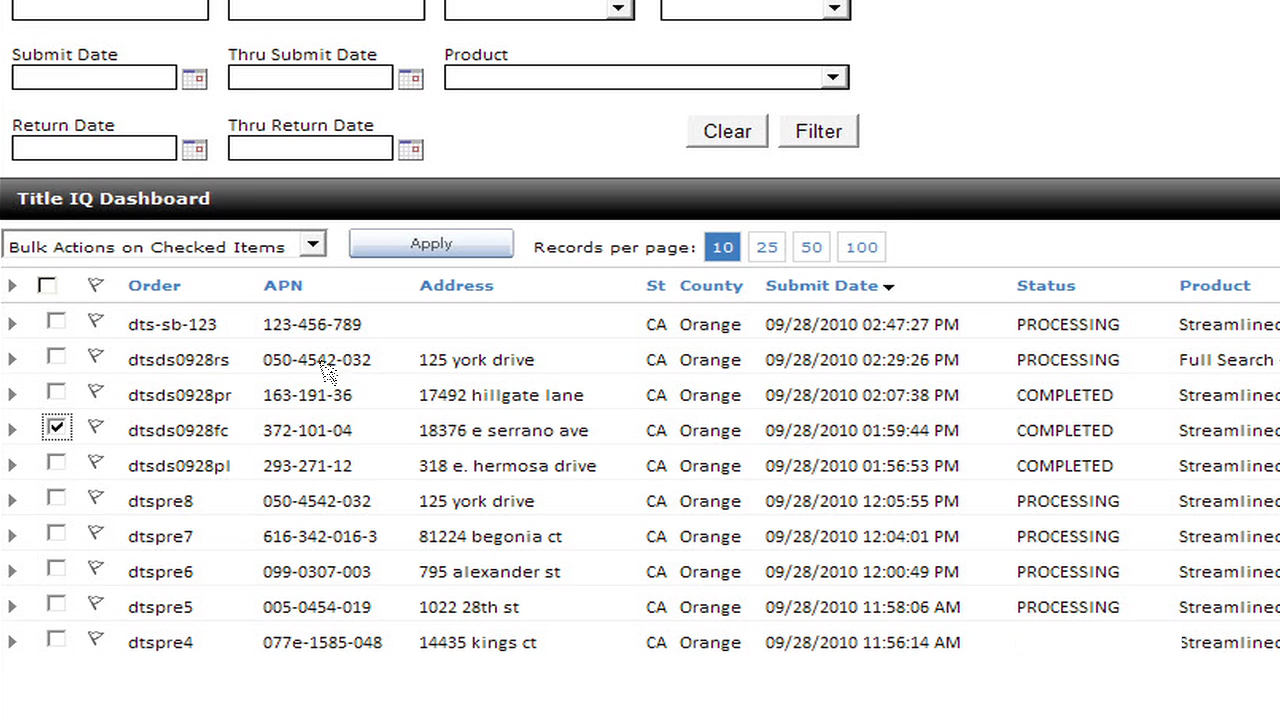 Submit Date Thru Submit Date Product
Return Date Thru Return Date
Clear Filter
Title IQ Dashboard
Bulk Actions on Checked Items Apply Records per page: 10 25 50 100
Order APN Address St County Submit Date Status Product
dts-sb-123 123-456-789 CA Orange 09/28/2010 02:47:27 PM PROCESSING Streamlined
dtsds0928rs 050-4542-032 125 york drive CA Orange 09/28/2010 02:29:26 PM PROCESSING Full Search
dtsds0928pr 163-191-36 17492 hillgate lane CA Orange 09/28/2010 02:07:38 PM COMPLETED Streamlined
dtsds0928fc 372-101-04 18376 e serrano ave CA Orange 09/28/2010 01:59:44 PM COMPLETED Streamlined
dtsds0928pl 293-271-12 318 e. hermosa drive CA Orange 09/28/2010 01:56:53 PM COMPLETED Streamlined
dtspre8 050-4542-032 125 york drive CA Orange 09/28/2010 12:05:55 PM PROCESSING Streamlined
dtspre7 616-342-016-3 81224 begonia ct CA Orange 09/28/2010 12:04:01 PM PROCESSING Streamlined
dtspre6 099-0307-003 795 alexander st CA Orange 09/28/2010 12:00:49 PM PROCESSING Streamlined
dtspre5 005-0454-019 1022 28th st CA Orange 09/28/2010 11:58:06 AM PROCESSING Streamlined
dtspre4 077e-1585-048 14435 kings ct CA Orange 09/28/2010 11:56:14 AM Streamlined